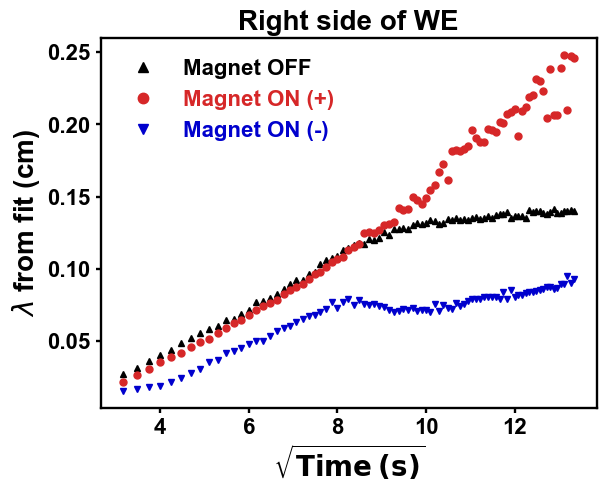 Right side of WE
λ from fit (cm)
0.25
0.20
0.15
0.10
0.05
Magnet OFF
Magnet ON (+)
Magnet ON (-)
4 6 8 10 12
√Time (s)